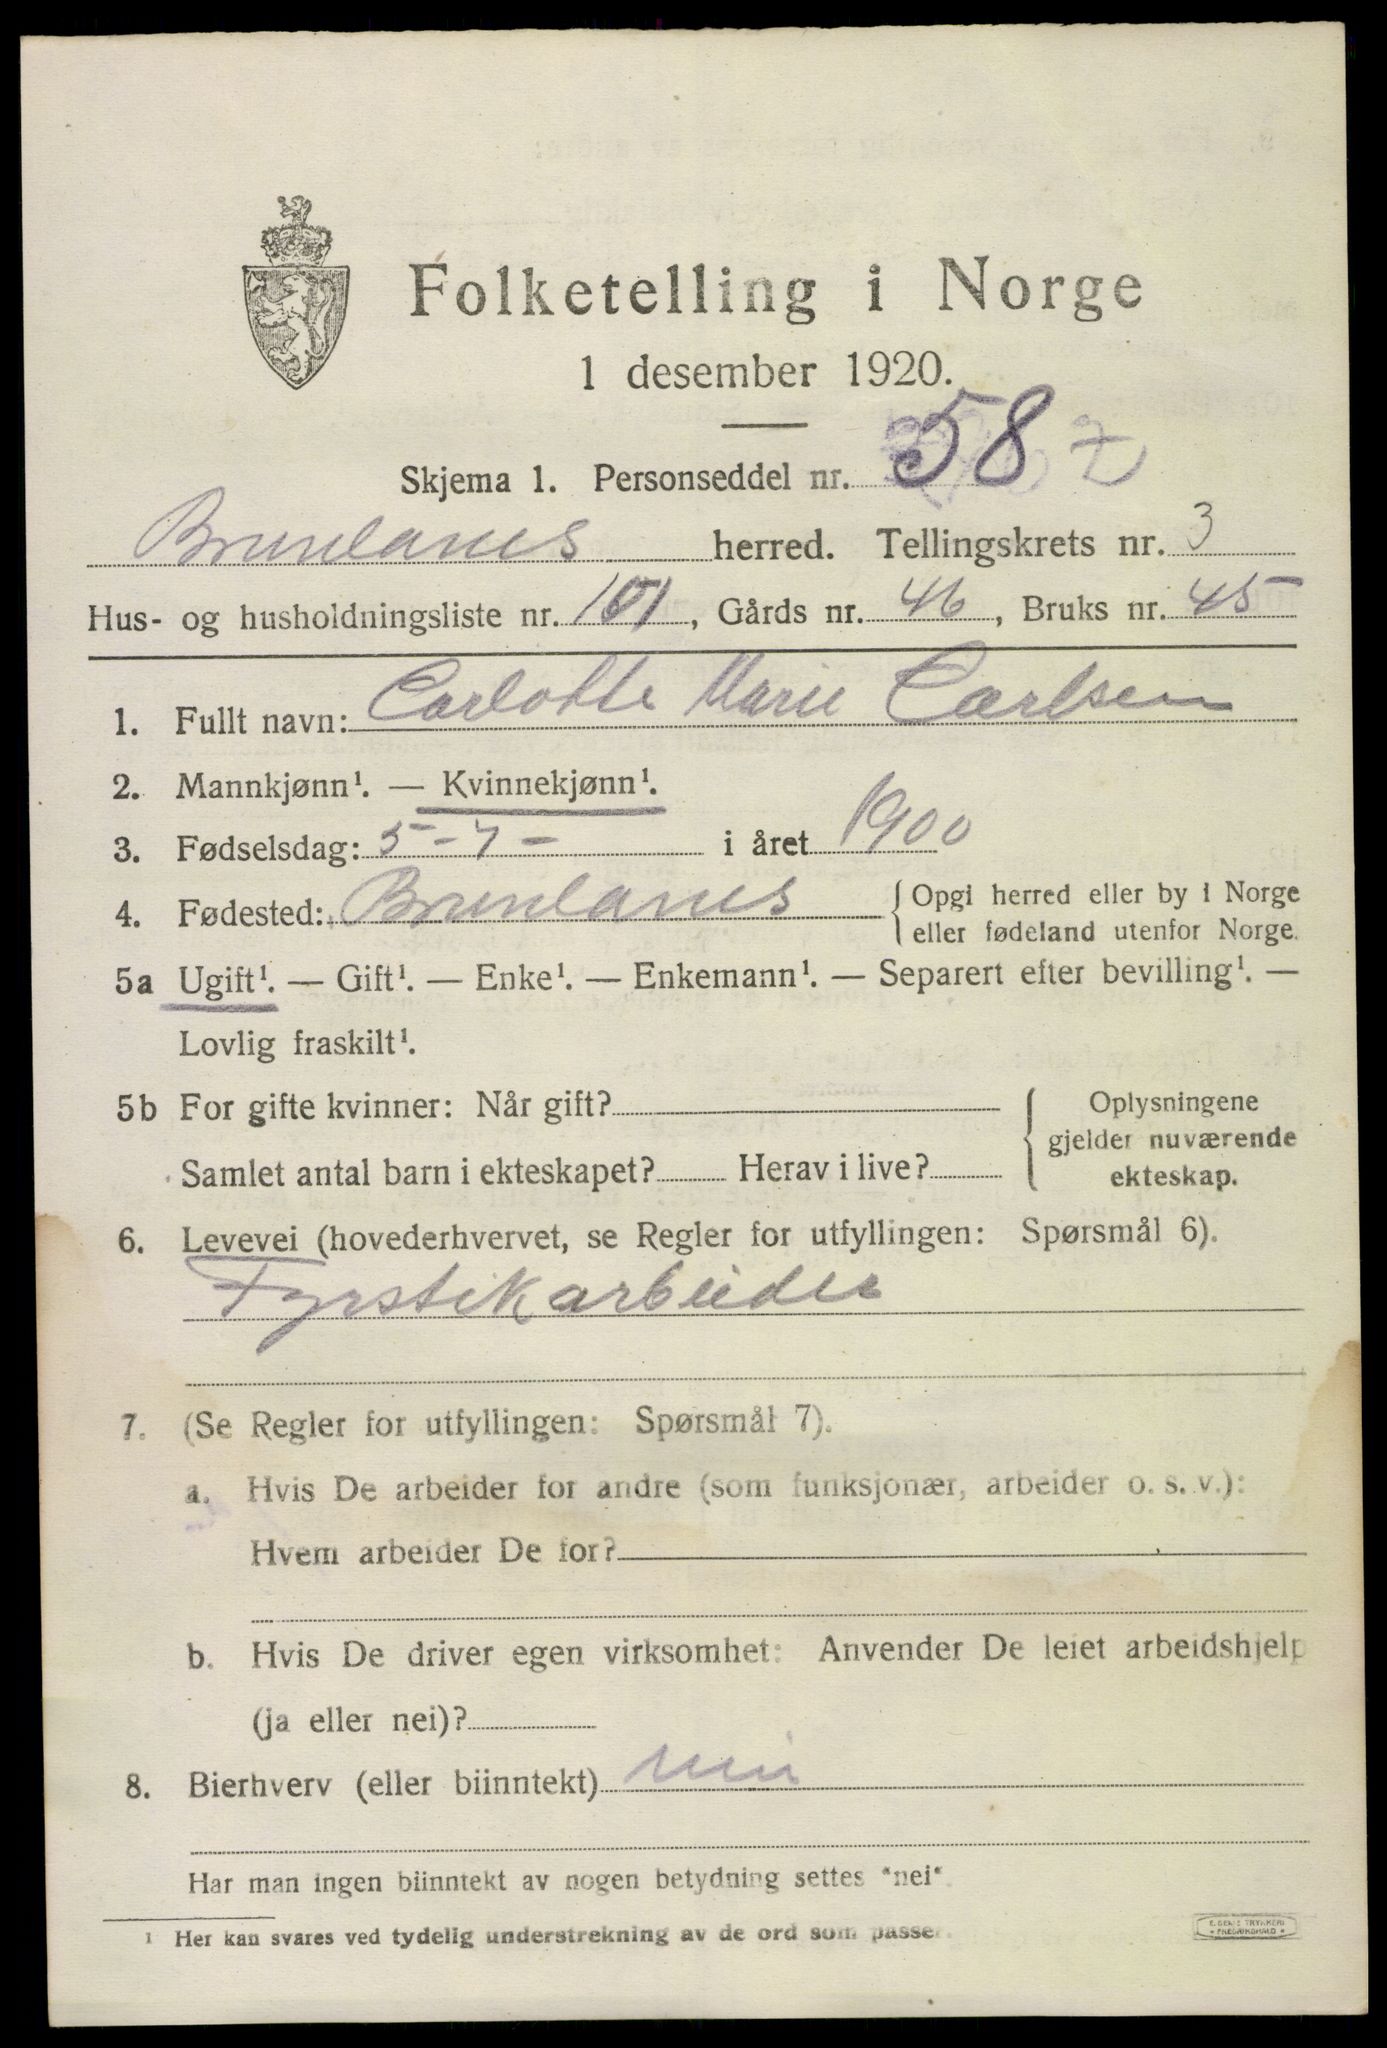 Folketelling i Norge
1 desember 1920.
Skjema 1. Personseddel nr. 58 2
Brunlanes herred. Tellingskrets nr. 3
Hus- og husholdningsliste nr. 101, Gårds nr. 46, Bruks nr. 45
1. Fullt navn: Carlotte Marie Carlsen
2. Mannkjønn¹. — Kvinnekjønn¹.
3. Fødselsdag: 5-7- i året 1900
4. Fødested: Brunlanes { Opgi herred eller by i Norge
eller fødeland utenfor Norge.
5a Ugift¹. — Gift¹. — Enke¹. — Enkemann¹. — Separert efter bevilling¹. —
Lovlig fraskilt¹.
5b For gifte kvinner: Når gift? { Oplysningene
gjelder nuværende
Samlet antal barn i ekteskapet? Herav i live? ekteskap.
6. Levevei (hovederhvervet, se Regler for utfyllingen: Spørsmål 6).
Fyrstikarbeider
7. (Se Regler for utfyllingen: Spørsmål 7).
a. Hvis De arbeider for andre (som funksjonær, arbeider o. s. v.):
Hvem arbeider De for?
b. Hvis De driver egen virksomhet: Anvender De leiet arbeidshjelp
(ja eller nei)?
8. Bierhverv (eller biinntekt) nei
Har man ingen biinntekt av nogen betydning settes "nei".
¹ Her kan svares ved tydelig understrekning av de ord som passer.